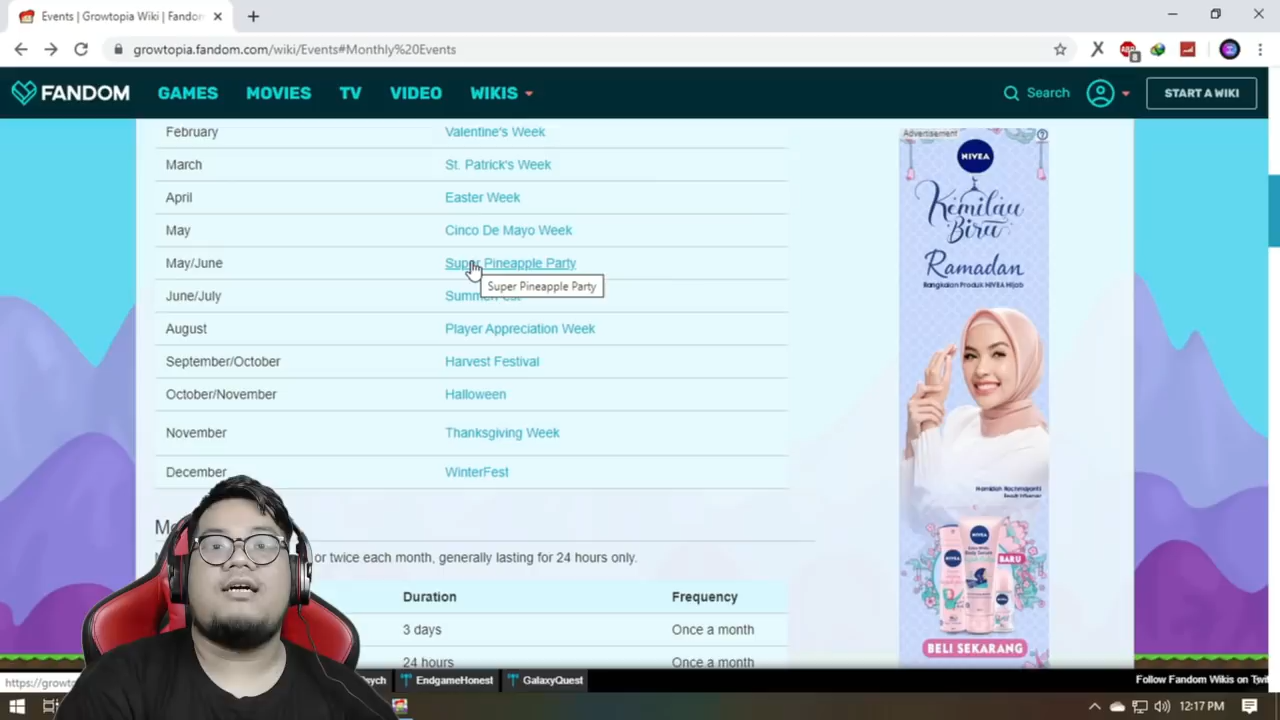 Events | Growtopia Wiki | Fandom
growtopia.fandom.com/wiki/Events#Monthly%20Events
FANDOM GAMES MOVIES TV VIDEO WIKIS Search START A WIKI
February Valentine's Week
March St. Patrick's Week
April Easter Week
May Cinco De Mayo Week
May/June Super Pineapple Party
Super Pineapple Party
June/July
August Player Appreciation Week
September/October Harvest Festival
October/November Halloween
November Thanksgiving Week
December WinterFest
or twice each month, generally lasting for 24 hours only.
Duration Frequency
3 days Once a month
24 hours Once a month
Advertisement
NIVEA
Kemilau
Biru
Ramadan
Rangkaian Produk NIVEA Hijab
BARU
BELI SEKARANG
EndgameHonest GalaxyQuest Follow Fandom Wikis on
12:17 PM